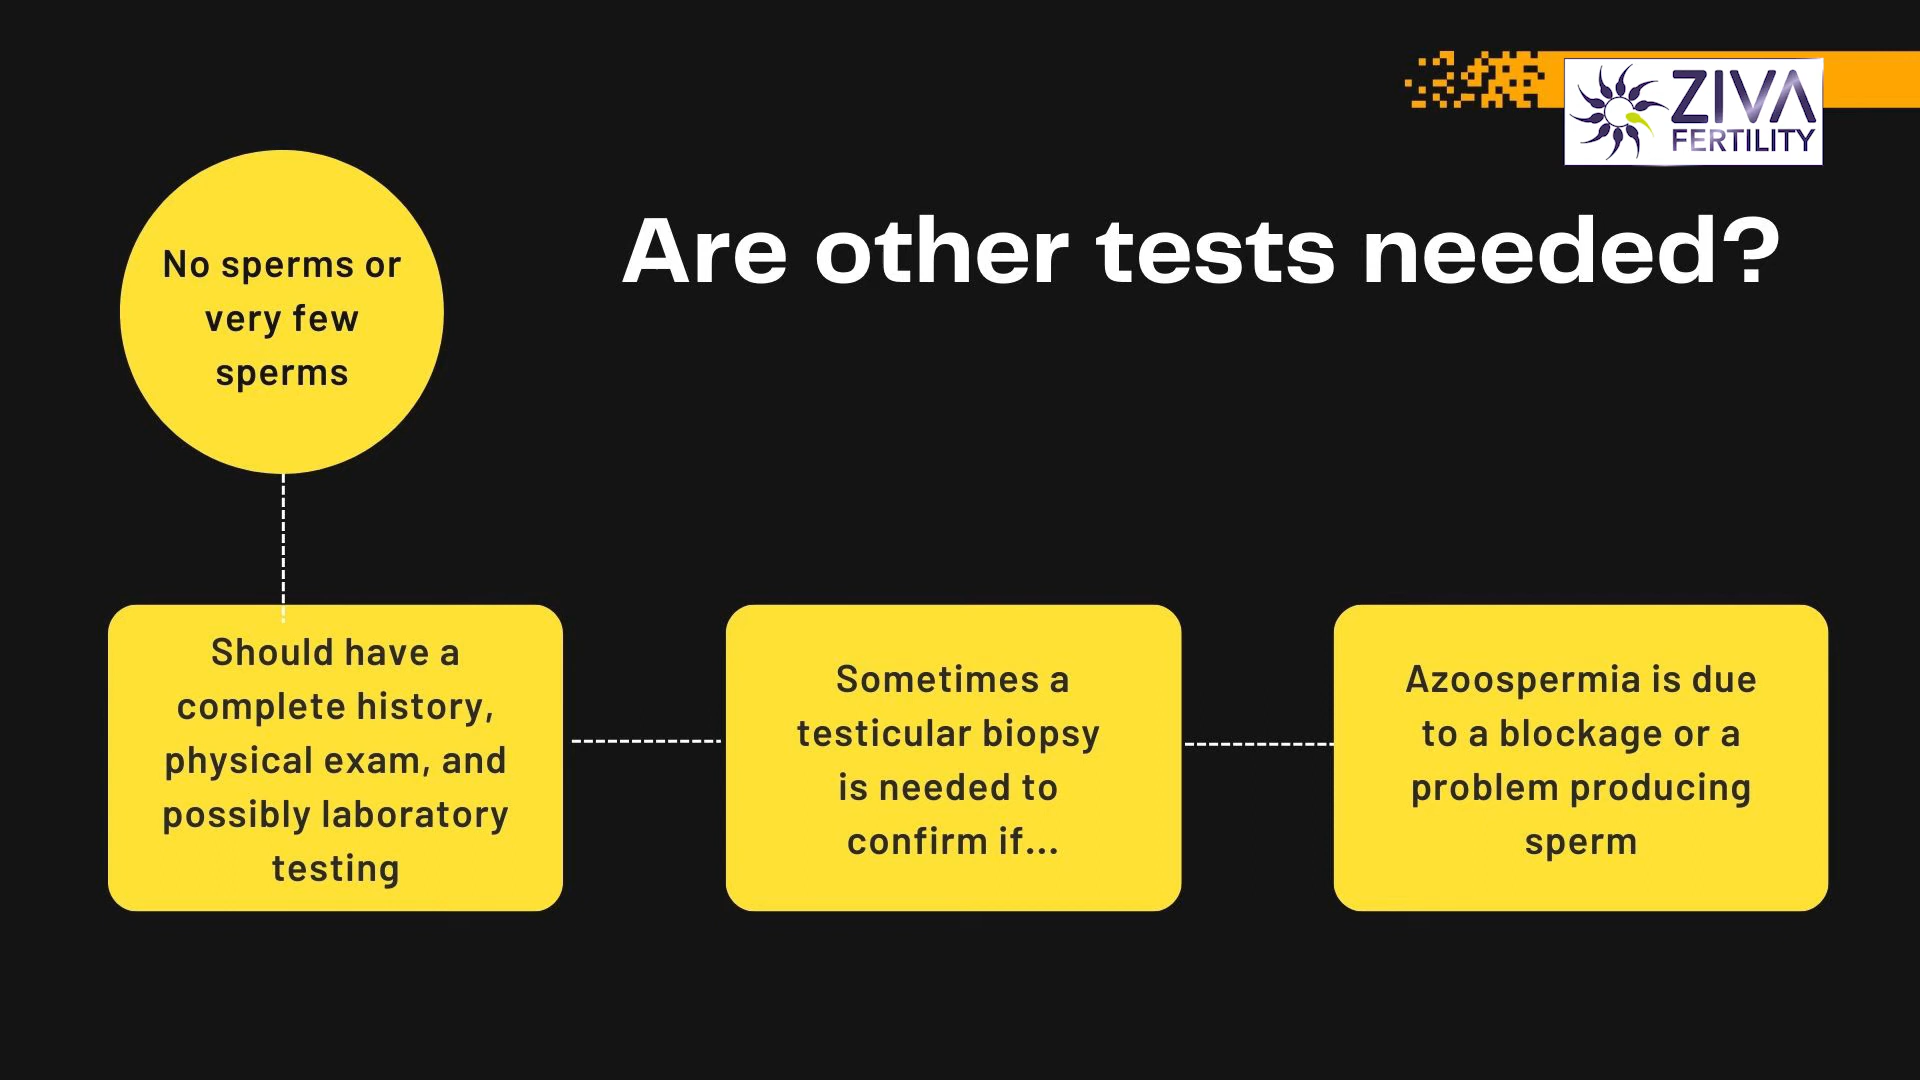 ZIVA
FERTILITY
Are other tests needed?
No sperms or
very few
sperms
Should have a
complete history,
physical exam, and
possibly laboratory
testing
Sometimes a
testicular biopsy
is needed to
confirm if...
Azoospermia is due
to a blockage or a
problem producing
sperm